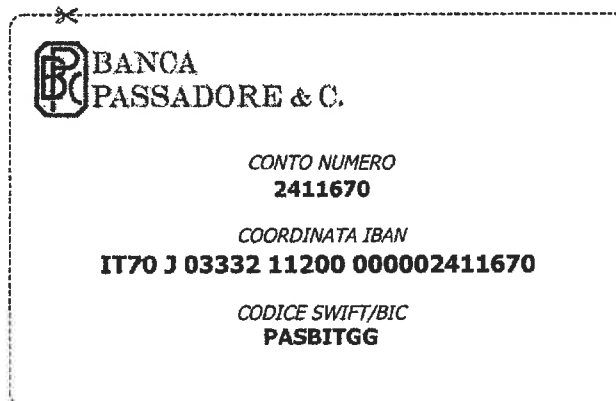 BANCA
PASSADORE & C.
CONTO NUMERO
2411670
COORDINATA IBAN
IT70 J 03332 11200 000002411670
CODICE SWIFT/BIC
PASBITGG